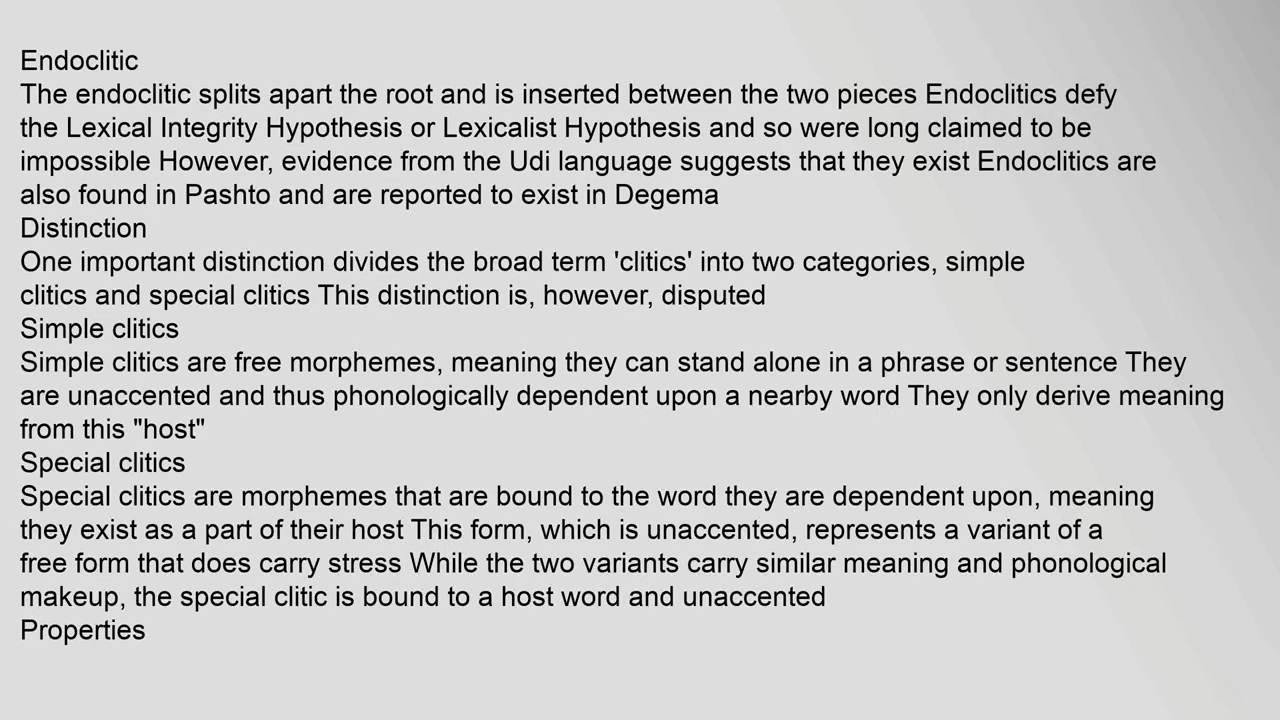 Endoclitic
The endoclitic splits apart the root and is inserted between the two pieces Endoclitics defy
the Lexical Integrity Hypothesis or Lexicalist Hypothesis and so were long claimed to be
impossible However, evidence from the Udi language suggests that they exist Endoclitics are
also found in Pashto and are reported to exist in Degema
Distinction
One important distinction divides the broad term 'clitics' into two categories, simple
clitics and special clitics This distinction is, however, disputed
Simple clitics
Simple clitics are free morphemes, meaning they can stand alone in a phrase or sentence They
are unaccented and thus phonologically dependent upon a nearby word They only derive meaning
from this "host"
Special clitics
Special clitics are morphemes that are bound to the word they are dependent upon, meaning
they exist as a part of their host This form, which is unaccented, represents a variant of a
free form that does carry stress While the two variants carry similar meaning and phonological
makeup, the special clitic is bound to a host word and unaccented
Properties